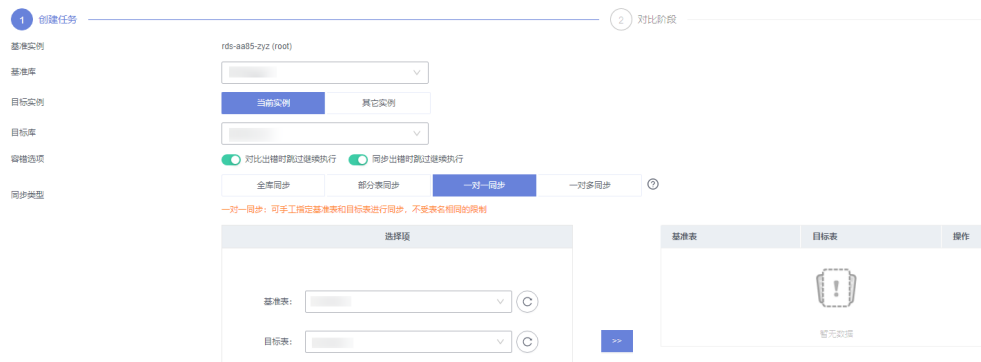 1 创建任务 2 对比阶段
基准实例 rds-aa85-zyz (root)
基准库
目标实例 当前实例 其它实例
目标库
容错选项 对比出错时跳过继续执行 同步出错时跳过继续执行
同步类型 全库同步 部分表同步 一对一同步 一对多同步 ?
一对一同步：可手工指定基准表和目标表进行同步，不受表名相同的限制
选择项 基准表 目标表 操作
基准表：
目标表： >>
暂无数据